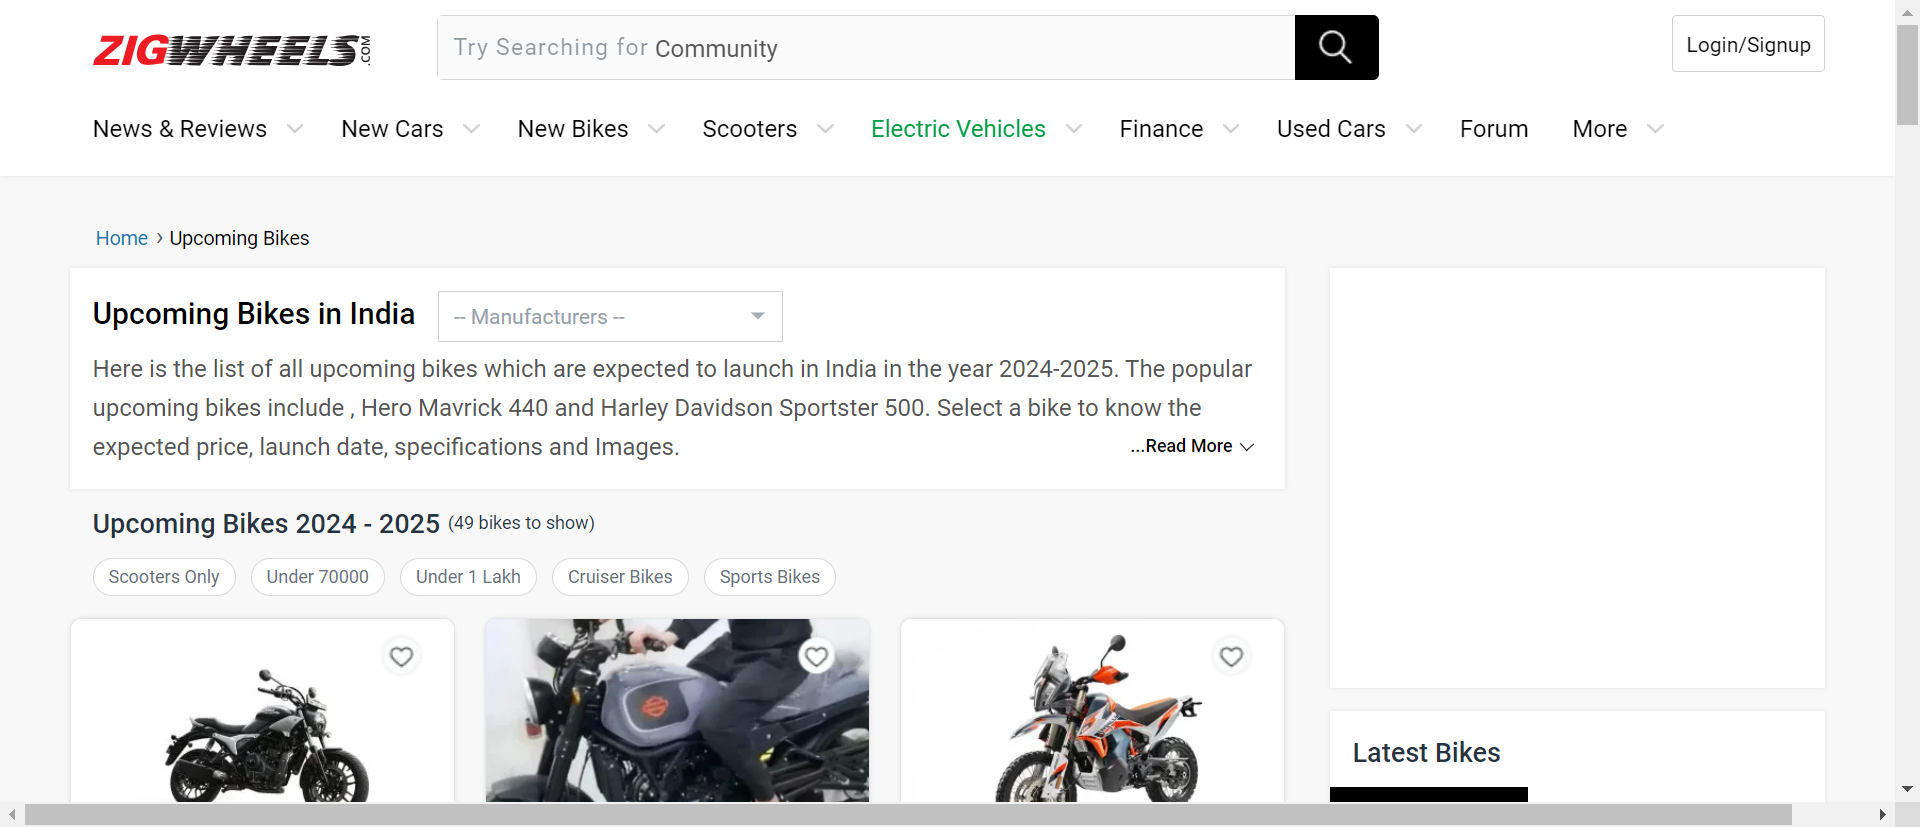 ZIGWHEELS.COM
Try Searching for Community
Login/Signup
News & Reviews New Cars New Bikes Scooters Electric Vehicles Finance Used Cars Forum More
Home › Upcoming Bikes
Upcoming Bikes in India
-- Manufacturers --
Here is the list of all upcoming bikes which are expected to launch in India in the year 2024-2025. The popular
upcoming bikes include , Hero Mavrick 440 and Harley Davidson Sportster 500. Select a bike to know the
expected price, launch date, specifications and Images.
...Read More
Upcoming Bikes 2024 - 2025 (49 bikes to show)
Scooters Only Under 70000 Under 1 Lakh Cruiser Bikes Sports Bikes
Latest Bikes